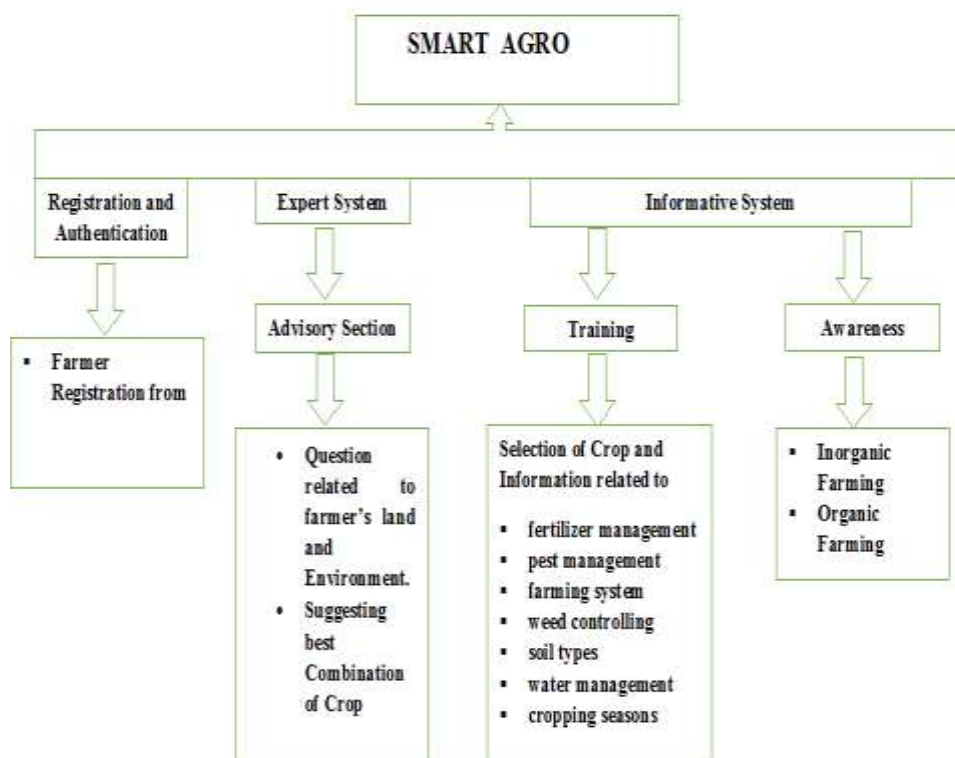 SMART AGRO
Registration and
Authentication
Expert System
Informative System
Advisory Section
Training
Awareness
▪ Farmer
Registration from
• Question
related to
farmer's land
and
Environment.
• Suggesting
best
Combination
of Crop
Selection of Crop and
Information related to
▪ fertilizer management
▪ pest management
▪ farming system
▪ weed controlling
▪ soil types
▪ water management
▪ cropping seasons
▪ Inorganic
Farming
▪ Organic
Farming